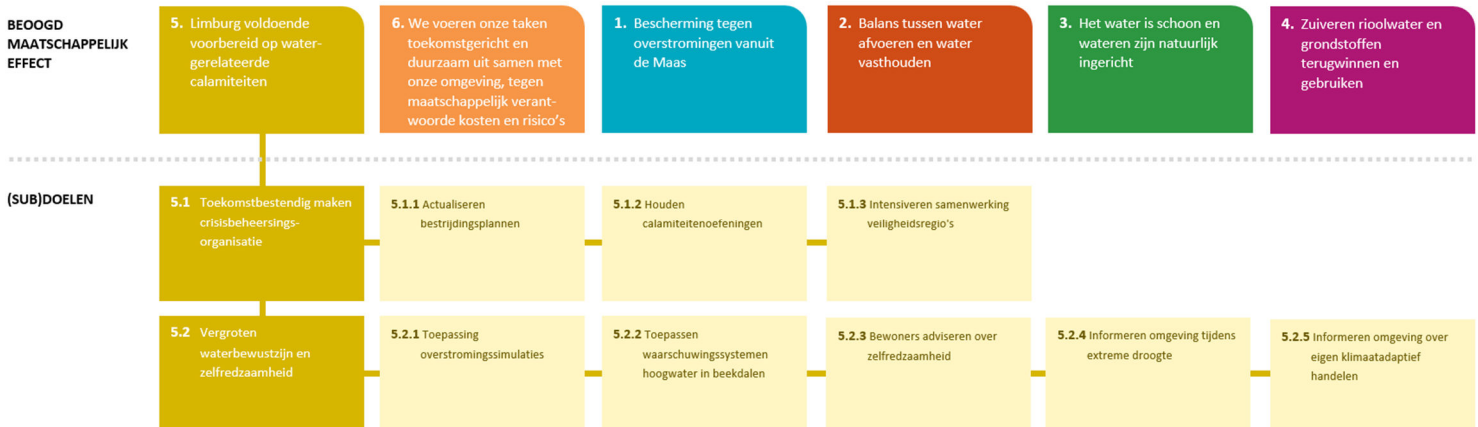 BEOOGD
MAATSCHAPPELIJK
EFFECT
5. Limburg voldoende
voorbereid op water-
gerelateerde
calamiteiten
6. We voeren onze taken
toekomstgericht en
duurzaam uit samen met
onze omgeving, tegen
maatschappelijk verant-
woorde kosten en risico's
1. Bescherming tegen
overstromingen vanuit
de Maas
2. Balans tussen water
afvoeren en water
vasthouden
3. Het water is schoon en
wateren zijn natuurlijk
ingericht
4. Zuiveren rioolwater en
grondstoffen
terugwinnen en
gebruiken
(SUB)DOELEN
5.1 Toekomstbestendig maken
crisisbeheersings-
organisatie
5.1.1 Actualiseren
bestrijdingsplannen
5.1.2 Houden
calamiteitenoefeningen
5.1.3 Intensiveren samenwerking
veiligheidsregio's
5.2 Vergroten
waterbewustzijn en
zelfredzaamheid
5.2.1 Toepassing
overstromingssimulaties
5.2.2 Toepassen
waarschuwingssystemen
hoogwater in beekdalen
5.2.3 Bewoners adviseren over
zelfredzaamheid
5.2.4 Informeren omgeving tijdens
extreme droogte
5.2.5 Informeren omgeving over
eigen klimaatadaptief
handelen